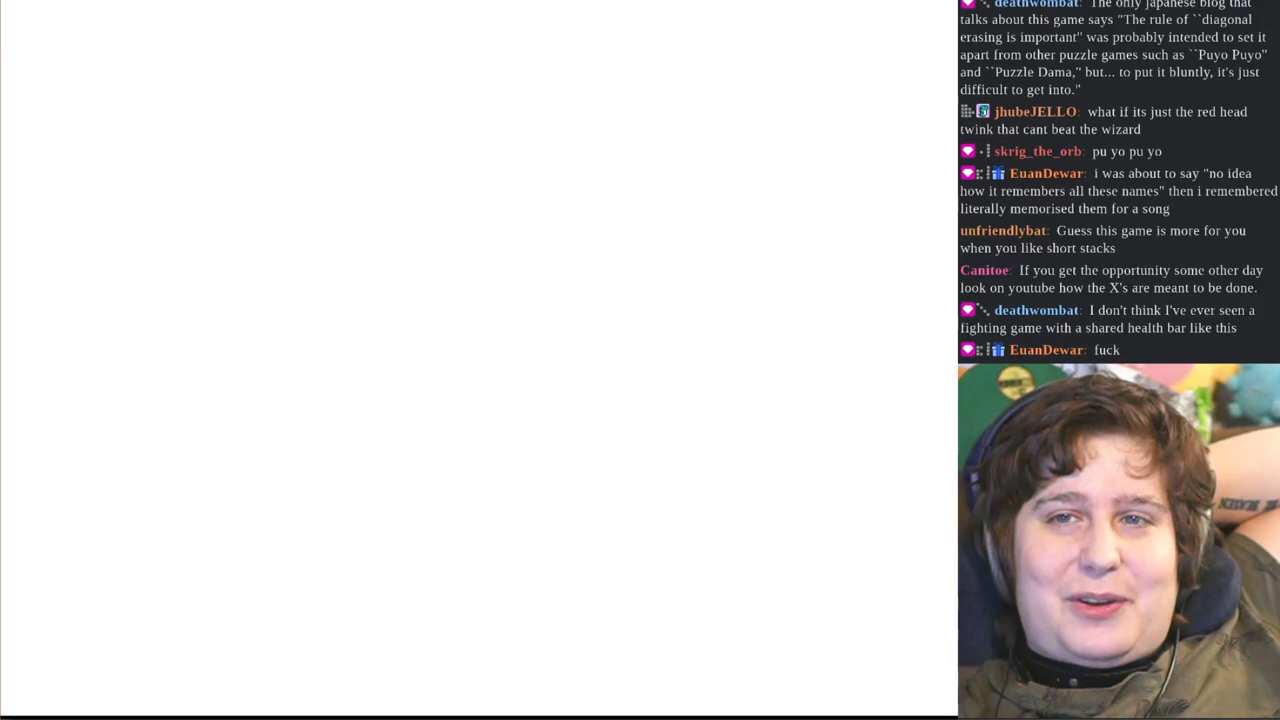 deathwombat: The only japanese blog that
talks about this game says "The rule of ``diagonal
erasing is important" was probably intended to set it
apart from other puzzle games such as ``Puyo Puyo"
and ``Puzzle Dama," but... to put it bluntly, it's just
difficult to get into."
jhubeJELLO: what if its just the red head
twink that cant beat the wizard
skrig_the_orb: pu yo pu yo
EuanDewar: i was about to say "no idea
how it remembers all these names" then i remembered i
literally memorised them for a song
unfriendlybat: Guess this game is more for you
when you like short stacks
Canitoe: If you get the opportunity some other day
look on youtube how the X's are meant to be done.
deathwombat: I don't think I've ever seen a
fighting game with a shared health bar like this
EuanDewar: fuck